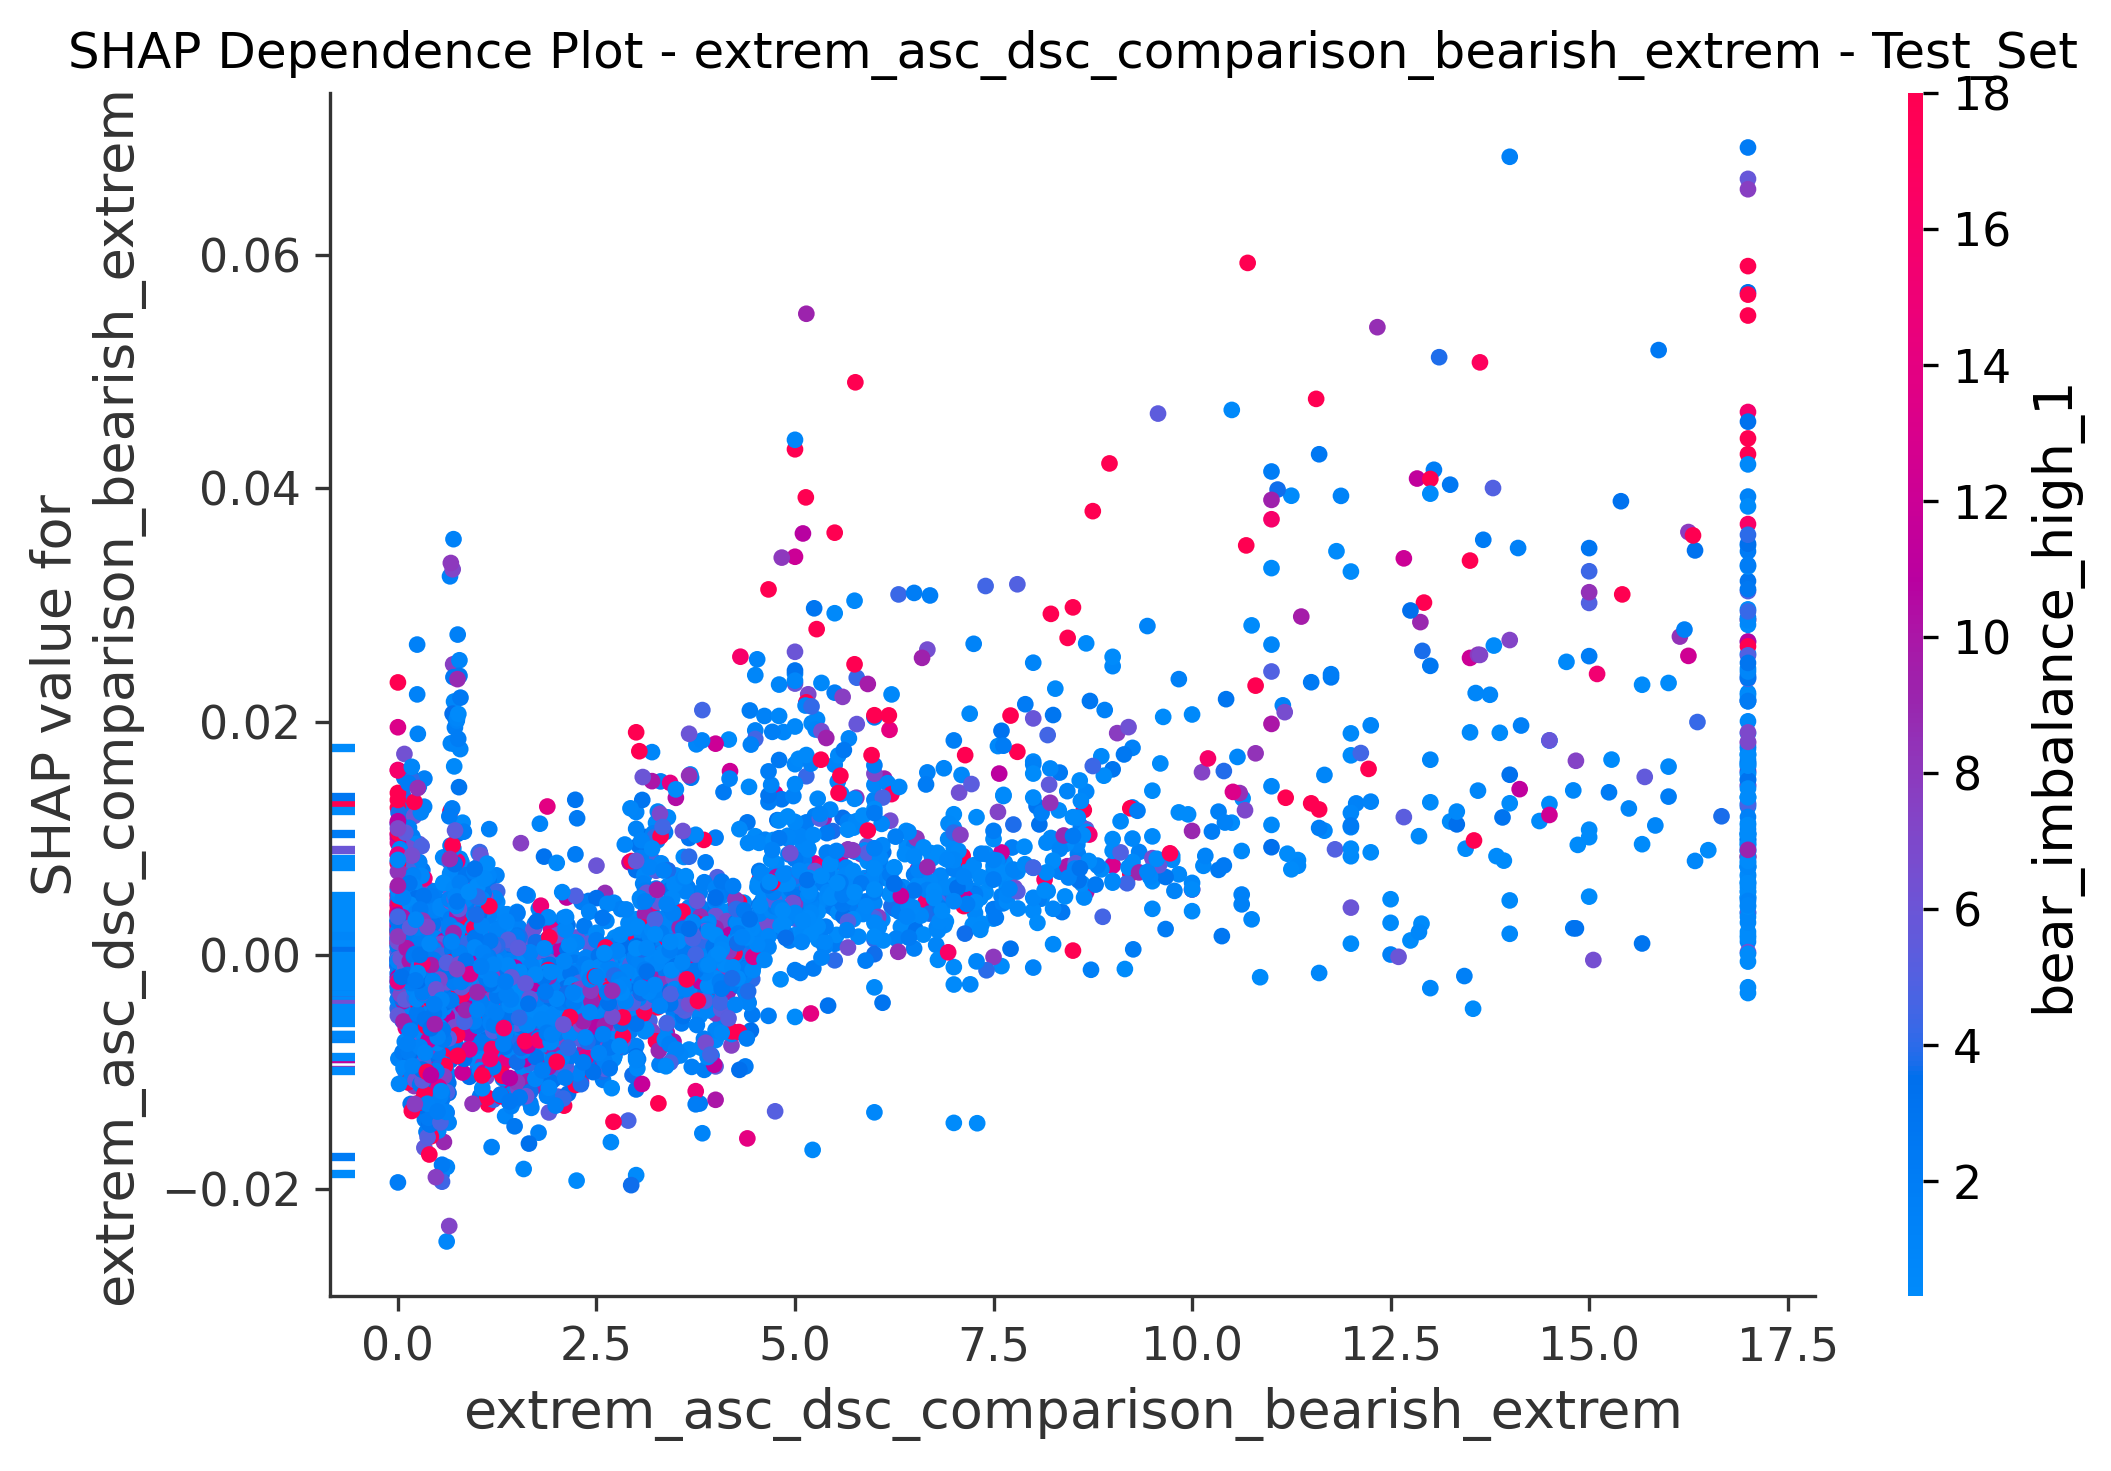 SHAP Dependence Plot - extrem_asc_dsc_comparison_bearish_extrem - Test_Set
SHAP value for
extrem_asc_dsc_comparison_bearish_extrem
0.06
0.04
0.02
0.00
−0.02
0.0 2.5 5.0 7.5 10.0 12.5 15.0 17.5
extrem_asc_dsc_comparison_bearish_extrem
18
16
14
12
10
8
6
4
2
bear_imbalance_high_1